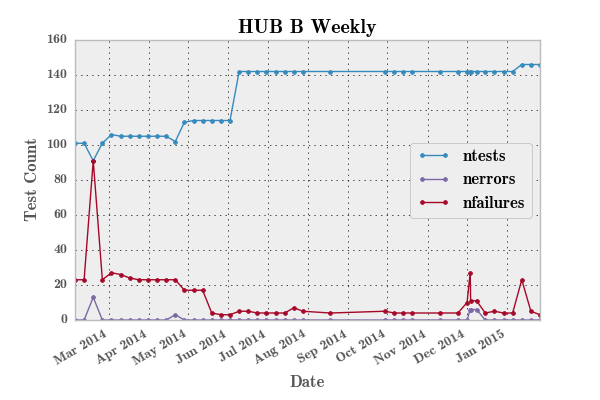 HUB B Weekly
160
140
120
100
80
60
40
20
0
Test Count
ntests
nerrors
nfailures
Mar 2014
Apr 2014
May 2014
Jun 2014
Jul 2014
Aug 2014
Sep 2014
Oct 2014
Nov 2014
Dec 2014
Jan 2015
Date